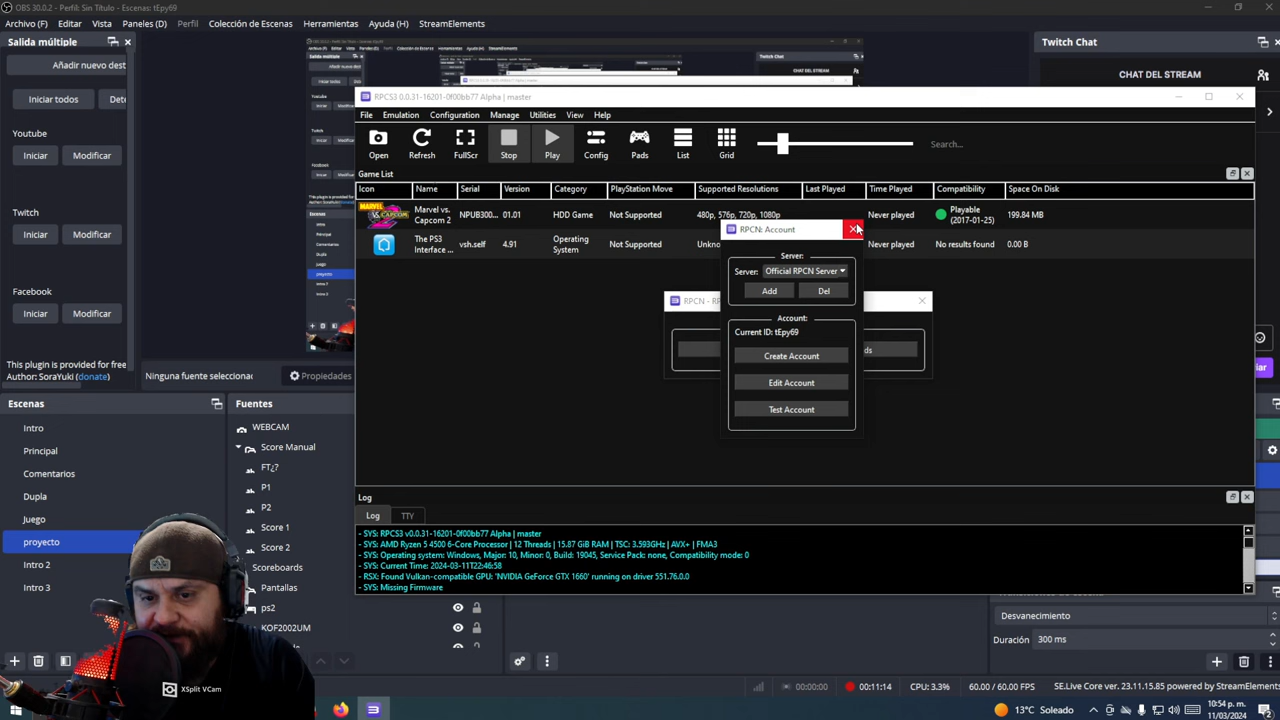 OBS 30.0.2 - Perfil: Sin Título - Escenas: tEpy69
Archivo (F) Editar Vista Paneles (D) Perfil Colección de Escenas Herramientas Ayuda (H) StreamElements
Salida múltiple
Añadir nuevo dest
Iniciar todos Dete
Youtube
Iniciar Modificar
Twitch
Iniciar Modificar
Facebook
Iniciar Modificar
This plugin is provided for free
Author: SoraYuki (donate)
Ninguna fuente seleccionad
Propiedades
Twitch Chat
CHAT DEL STREAM
RPCS3 0.0.31-16201-0f00bb77 Alpha | master
File Emulation Configuration Manage Utilities View Help
Open Refresh FullScr Stop Play Config Pads List Grid
Search...
Game List
Icon Name Serial Version Category PlayStation Move Supported Resolutions Last Played Time Played Compatibility Space On Disk
Marvel vs. Capcom 2 NPUB300... 01.01 HDD Game Not Supported 480p, 576p, 720p, 1080p Never played Playable (2017-01-25) 199.84 MB
The PS3 Interface ... vsh.self 4.91 Operating System Not Supported Unkno Never played No results found 0.00 B
RPCN: Account
Server:
Server: Official RPCN Server
Add Del
Account:
Current ID: tEpy69
Create Account
Edit Account
Test Account
RPCN - RP
ds
Log
Log TTY
- SYS: RPCS3 v0.0.31-16201-0f00bb77 Alpha | master
- SYS: AMD Ryzen 5 4500 6-Core Processor | 12 Threads | 15.87 GiB RAM | TSC: 3.593GHz | AVX+ | FMA3
- SYS: Operating system: Windows, Major: 10, Minor: 0, Build: 19045, Service Pack: none, Compatibility mode: 0
- SYS: Current Time: 2024-03-11T22:46:58
- RSX: Found Vulkan-compatible GPU: 'NVIDIA GeForce GTX 1660' running on driver 551.76.0.0
- SYS: Missing Firmware
Escenas
Intro
Principal
Comentarios
Dupla
Juego
proyecto
Intro 2
Intro 3
Fuentes
WEBCAM
Score Manual
FT¿?
P1
P2
Score 1
Score 2
Scoreboards
Pantallas
ps2
KOF2002UM
XSplit VCam
Desvanecimiento
Duración 300 ms
00:00:00 00:11:14 CPU: 3.3% 60.00 / 60.00 FPS SE.Live Core ver. 23.11.15.85 powered by StreamElements
13°C Soleado
10:54 p. m.
11/03/2024